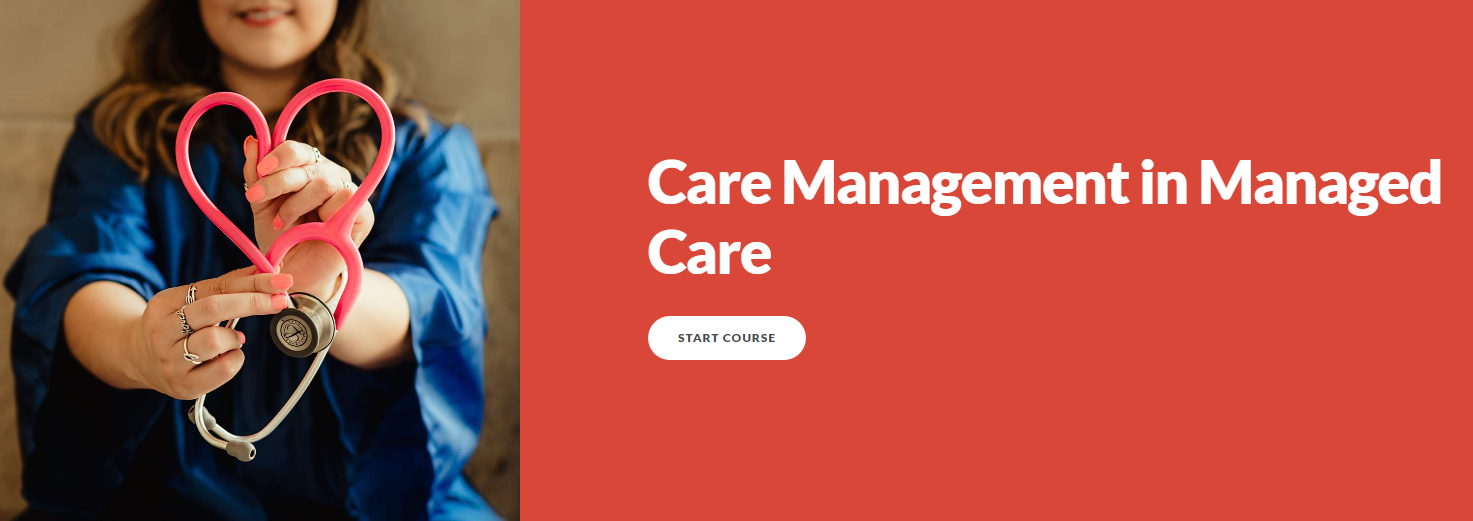 Care Management in Managed
Care
START COURSE